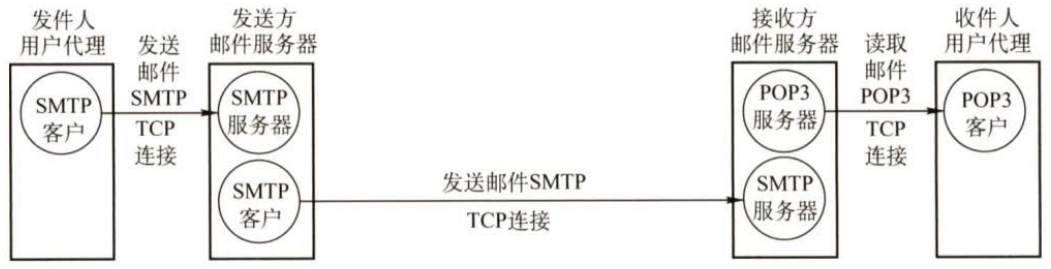 发件人
用户代理
发送
邮件
SMTP
TCP
连接
发送方
邮件服务器
SMTP
客户
SMTP
服务器
SMTP
客户
发送邮件SMTP
TCP连接
接收方
邮件服务器
POP3
服务器
SMTP
服务器
读取
邮件
POP3
TCP
连接
收件人
用户代理
POP3
客户